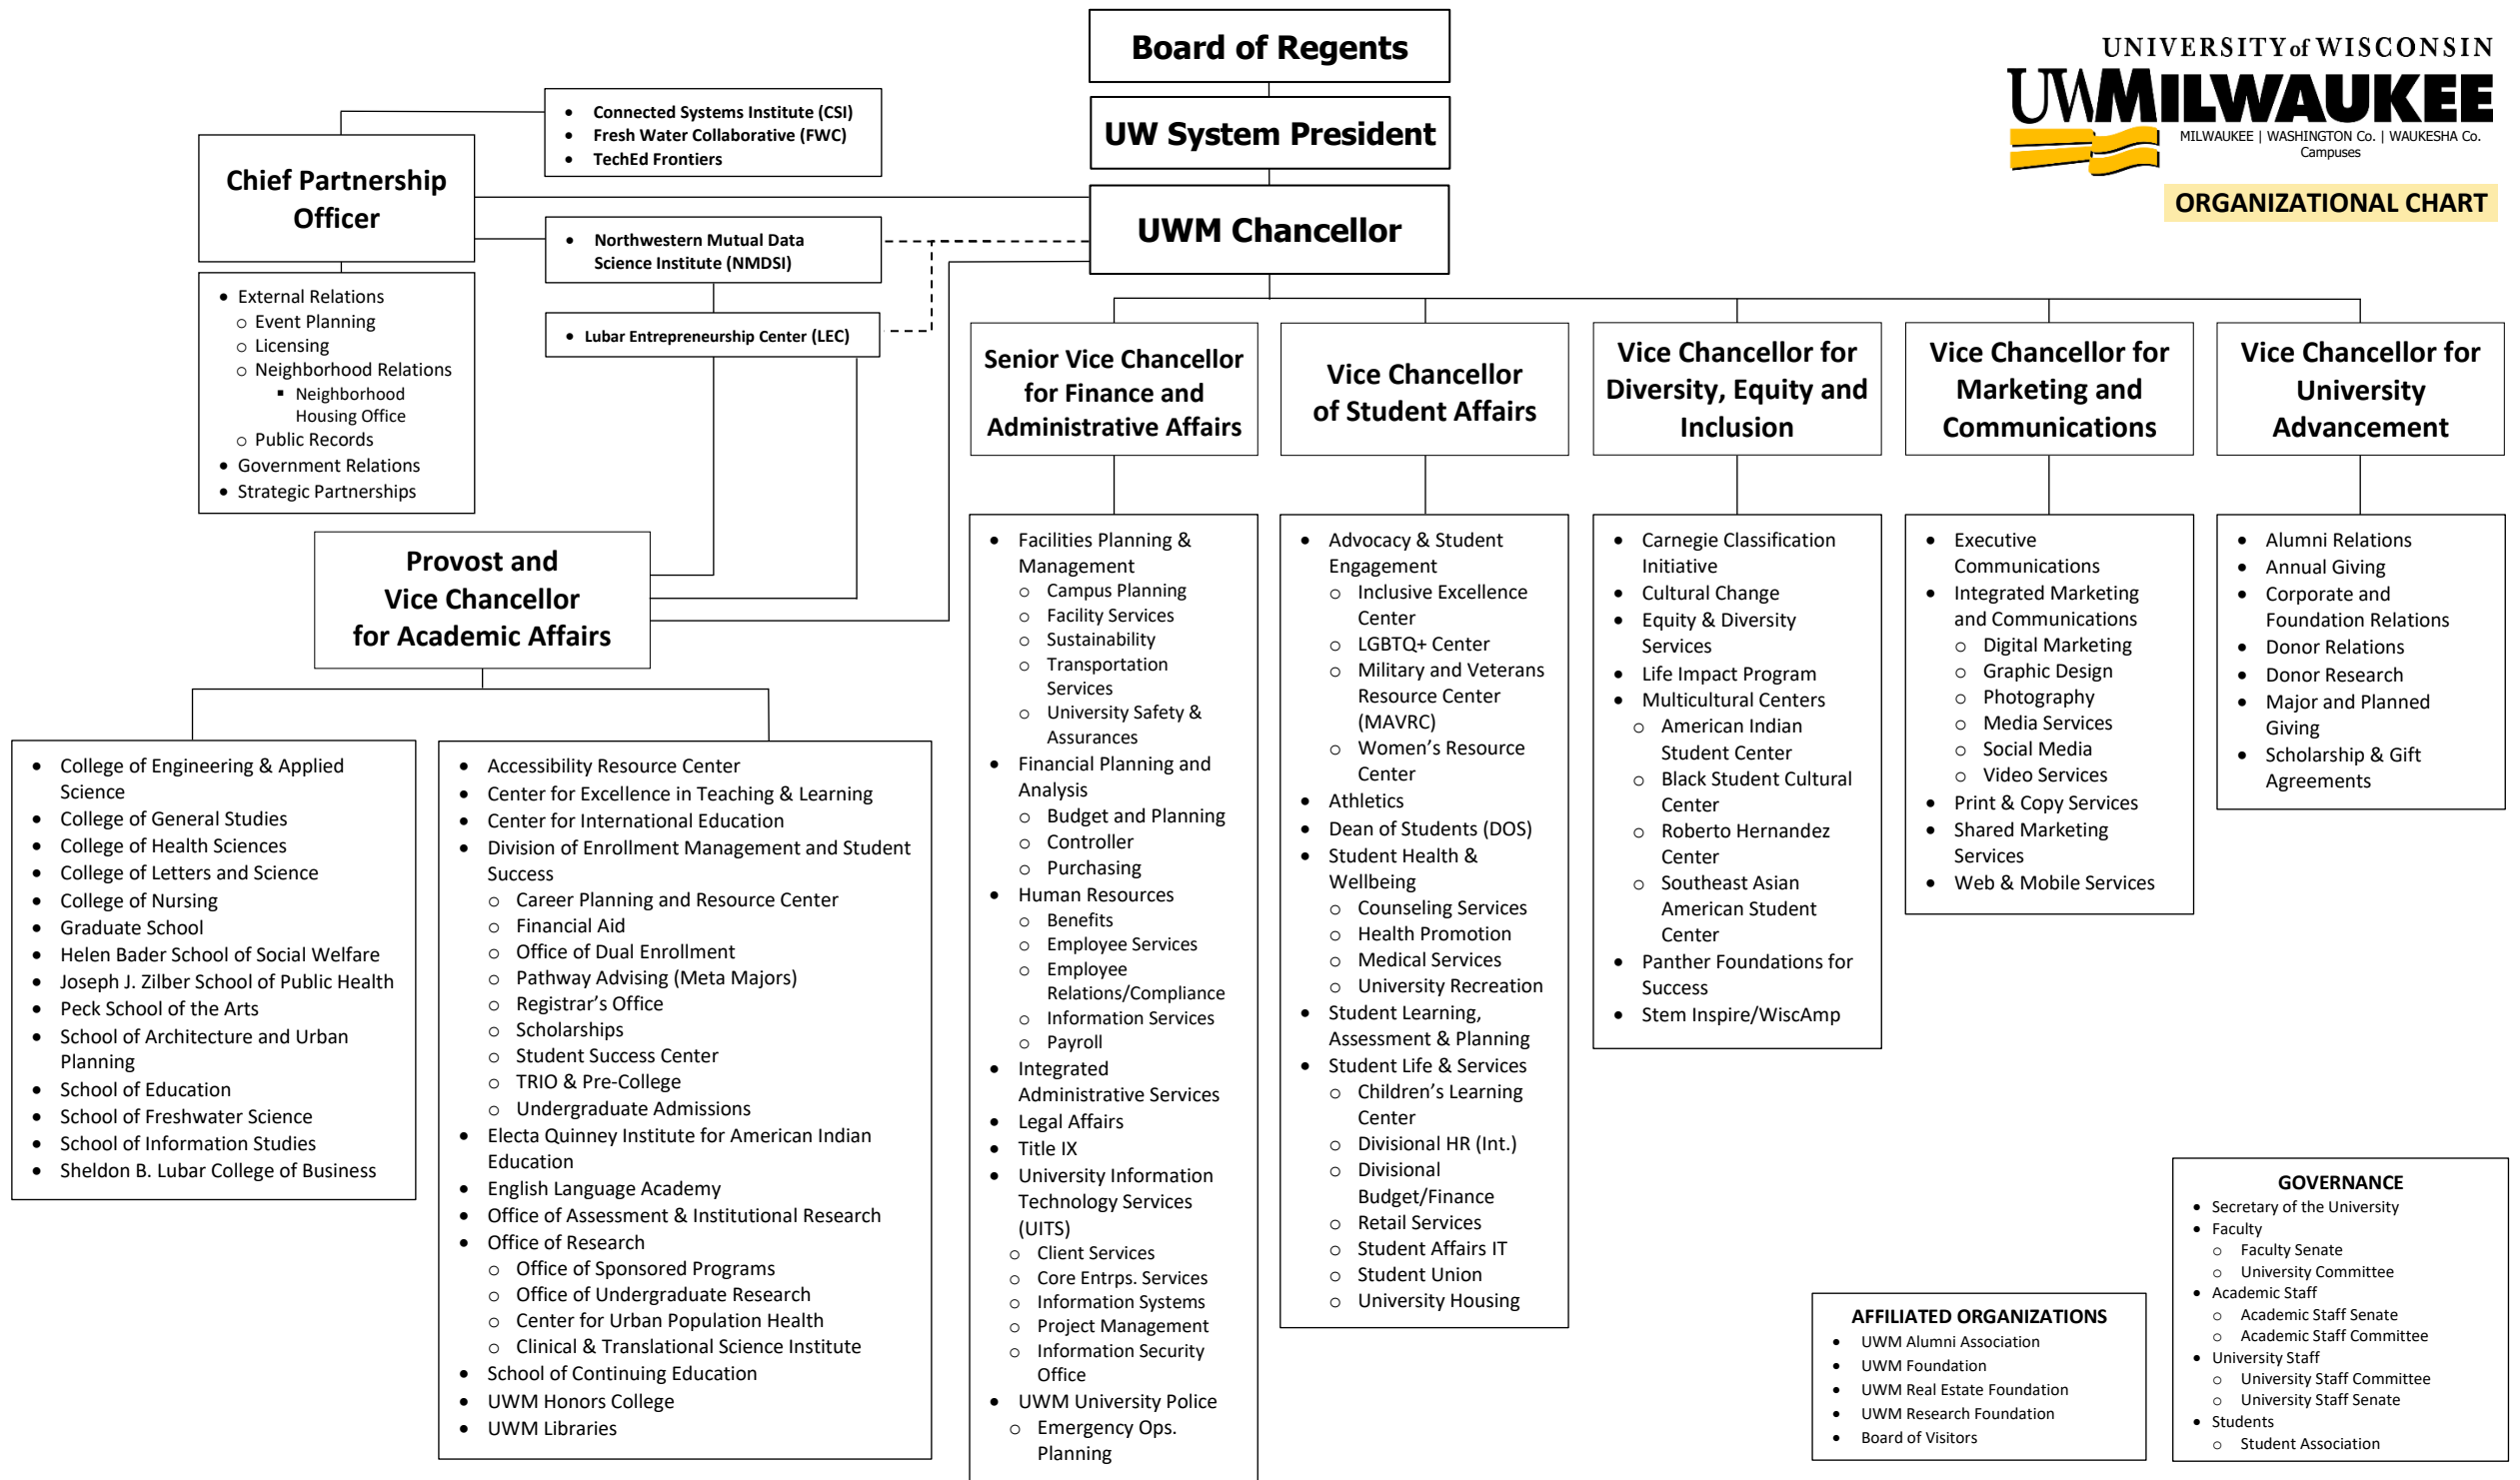 Board of Regents
UW System President
UWM Chancellor
UNIVERSITY of WISCONSIN
UWMILWAUKEE
MILWAUKEE | WASHINGTON Co. | WAUKESHA Co.
Campuses
ORGANIZATIONAL CHART
• Connected Systems Institute (CSI)
• Fresh Water Collaborative (FWC)
• TechEd Frontiers
Chief Partnership
Officer
• Northwestern Mutual Data
Science Institute (NMDSI)
• Lubar Entrepreneurship Center (LEC)
• External Relations
o Event Planning
o Licensing
o Neighborhood Relations
▪ Neighborhood
Housing Office
o Public Records
• Government Relations
• Strategic Partnerships
Provost and
Vice Chancellor
for Academic Affairs
• College of Engineering & Applied
Science
• College of General Studies
• College of Health Sciences
• College of Letters and Science
• College of Nursing
• Graduate School
• Helen Bader School of Social Welfare
• Joseph J. Zilber School of Public Health
• Peck School of the Arts
• School of Architecture and Urban
Planning
• School of Education
• School of Freshwater Science
• School of Information Studies
• Sheldon B. Lubar College of Business
• Accessibility Resource Center
• Center for Excellence in Teaching & Learning
• Center for International Education
• Division of Enrollment Management and Student
Success
o Career Planning and Resource Center
o Financial Aid
o Office of Dual Enrollment
o Pathway Advising (Meta Majors)
o Registrar's Office
o Scholarships
o Student Success Center
o TRIO & Pre-College
o Undergraduate Admissions
• Electa Quinney Institute for American Indian
Education
• English Language Academy
• Office of Assessment & Institutional Research
• Office of Research
o Office of Sponsored Programs
o Office of Undergraduate Research
o Center for Urban Population Health
o Clinical & Translational Science Institute
• School of Continuing Education
• UWM Honors College
• UWM Libraries
Senior Vice Chancellor
for Finance and
Administrative Affairs
• Facilities Planning &
Management
o Campus Planning
o Facility Services
o Sustainability
o Transportation
Services
o University Safety &
Assurances
• Financial Planning and
Analysis
o Budget and Planning
o Controller
o Purchasing
• Human Resources
o Benefits
o Employee Services
o Employee
Relations/Compliance
o Information Services
o Payroll
• Integrated
Administrative Services
• Legal Affairs
• Title IX
• University Information
Technology Services
(UITS)
o Client Services
o Core Entrps. Services
o Information Systems
o Project Management
o Information Security
Office
• UWM University Police
o Emergency Ops.
Planning
Vice Chancellor
of Student Affairs
• Advocacy & Student
Engagement
o Inclusive Excellence
Center
o LGBTQ+ Center
o Military and Veterans
Resource Center
(MAVRC)
o Women's Resource
Center
• Athletics
• Dean of Students (DOS)
• Student Health &
Wellbeing
o Counseling Services
o Health Promotion
o Medical Services
o University Recreation
• Student Learning,
Assessment & Planning
• Student Life & Services
o Children's Learning
Center
o Divisional HR (Int.)
o Divisional
Budget/Finance
o Retail Services
o Student Affairs IT
o Student Union
o University Housing
Vice Chancellor for
Diversity, Equity and
Inclusion
• Carnegie Classification
Initiative
• Cultural Change
• Equity & Diversity
Services
• Life Impact Program
• Multicultural Centers
o American Indian
Student Center
o Black Student Cultural
Center
o Roberto Hernandez
Center
o Southeast Asian
American Student
Center
• Panther Foundations for
Success
• Stem Inspire/WiscAmp
Vice Chancellor for
Marketing and
Communications
• Executive
Communications
• Integrated Marketing
and Communications
o Digital Marketing
o Graphic Design
o Photography
o Media Services
o Social Media
o Video Services
• Print & Copy Services
• Shared Marketing
Services
• Web & Mobile Services
Vice Chancellor for
University
Advancement
• Alumni Relations
• Annual Giving
• Corporate and
Foundation Relations
• Donor Relations
• Donor Research
• Major and Planned
Giving
• Scholarship & Gift
Agreements
AFFILIATED ORGANIZATIONS
• UWM Alumni Association
• UWM Foundation
• UWM Real Estate Foundation
• UWM Research Foundation
• Board of Visitors
GOVERNANCE
• Secretary of the University
• Faculty
o Faculty Senate
o University Committee
• Academic Staff
o Academic Staff Senate
o Academic Staff Committee
• University Staff
o University Staff Committee
o University Staff Senate
• Students
o Student Association